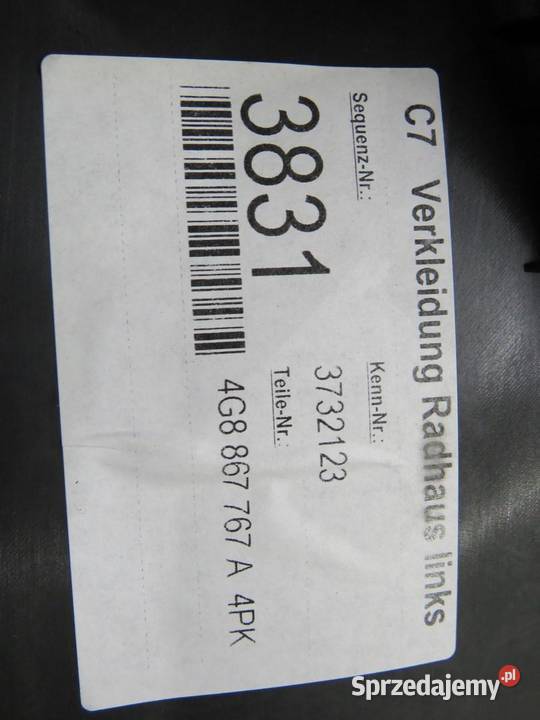 C7 Verkleidung Radhaus links
Sequenz-Nr.:
Kenn-Nr.:
3831
3732123
Teile-Nr.:
4G8 867 767 A 4PK
Sprzedajemy.pl